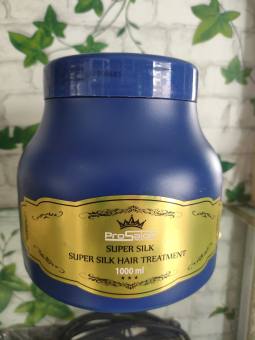 ProSalon
SUPER SILK
SUPER SILK HAIR TREATMENT
1000 ml